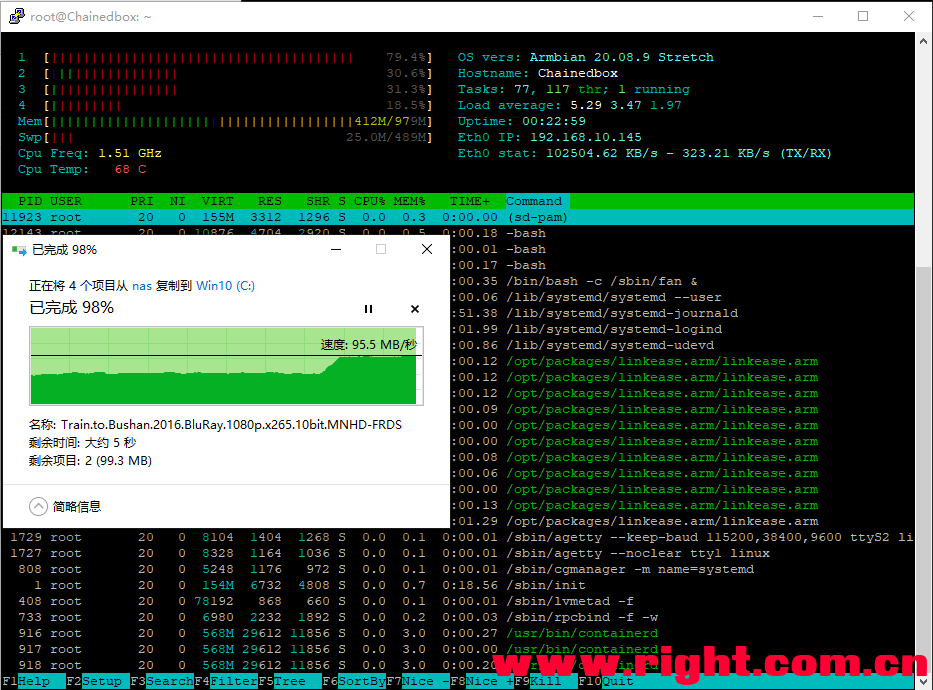 root@Chainedbox: ~
1 [ 79.4%] OS vers: Armbian 20.08.9 Stretch
2 [ 30.6%] Hostname: Chainedbox
3 [ 31.3%] Tasks: 77, 117 thr; 1 running
4 [ 18.5%] Load average: 5.29 3.47 1.97
Mem[ 412M/979M] Uptime: 00:22:59
Swp[ 25.0M/489M] Eth0 IP: 192.168.10.145
Cpu Freq: 1.51 GHz Eth0 stat: 102504.62 KB/s - 323.21 KB/s (TX/RX)
Cpu Temp: 68 C
PID USER PRI NI VIRT RES SHR S CPU% MEM% TIME+ Command
11923 root 20 0 155M 3312 1296 S 0.0 0.3 0:00.00 (sd-pam)
12143 root 20 0 10876 4704 2920 S 0.0 0.5 0:00.18 -bash
:00.01 -bash
:00.17 -bash
:00.35 /bin/bash -c /sbin/fan &
:00.06 /lib/systemd/systemd --user
:51.38 /lib/systemd/systemd-journald
:01.99 /lib/systemd/systemd-logind
:00.86 /lib/systemd/systemd-udevd
:00.12 /opt/packages/linkease.arm/linkease.arm
:00.12 /opt/packages/linkease.arm/linkease.arm
:00.12 /opt/packages/linkease.arm/linkease.arm
:00.09 /opt/packages/linkease.arm/linkease.arm
:00.00 /opt/packages/linkease.arm/linkease.arm
:00.00 /opt/packages/linkease.arm/linkease.arm
:00.08 /opt/packages/linkease.arm/linkease.arm
:00.06 /opt/packages/linkease.arm/linkease.arm
:00.00 /opt/packages/linkease.arm/linkease.arm
:00.13 /opt/packages/linkease.arm/linkease.arm
:01.29 /opt/packages/linkease.arm/linkease.arm
已完成 98%
正在将 4 个项目从 nas 复制到 Win10 (C:)
已完成 98%
速度: 95.5 MB/秒
名称: Train.to.Bushan.2016.BluRay.1080p.x265.10bit.MNHD-FRDS
剩余时间: 大约 5 秒
剩余项目: 2 (99.3 MB)
简略信息
1729 root 20 0 8104 1404 1268 S 0.0 0.1 0:00.01 /sbin/agetty --keep-baud 115200,38400,9600 ttyS2 li
1727 root 20 0 8328 1164 1036 S 0.0 0.1 0:00.01 /sbin/agetty --noclear tty1 linux
808 root 20 0 5248 1176 972 S 0.0 0.1 0:00.01 /sbin/cgmanager -m name=systemd
1 root 20 0 154M 6732 4808 S 0.0 0.7 0:18.56 /sbin/init
408 root 20 0 78192 868 660 S 0.0 0.1 0:00.01 /sbin/lvmetad -f
733 root 20 0 6980 2232 1892 S 0.0 0.2 0:00.03 /sbin/rpcbind -f -w
916 root 20 0 568M 29612 11856 S 0.0 3.0 0:00.27 /usr/bin/containerd
917 root 20 0 568M 29612 11856 S 0.0 3.0 0:00.00 /usr/bin/containerd
918 root 20 0 568M 29612 11856 S 0.0 3.0 0:00.20 /usr/bin/containerd
www.right.com.cn
F1Help F2Setup F3SearchF4FilterF5Tree F6SortByF7Nice -F8Nice +F9Kill F10Quit